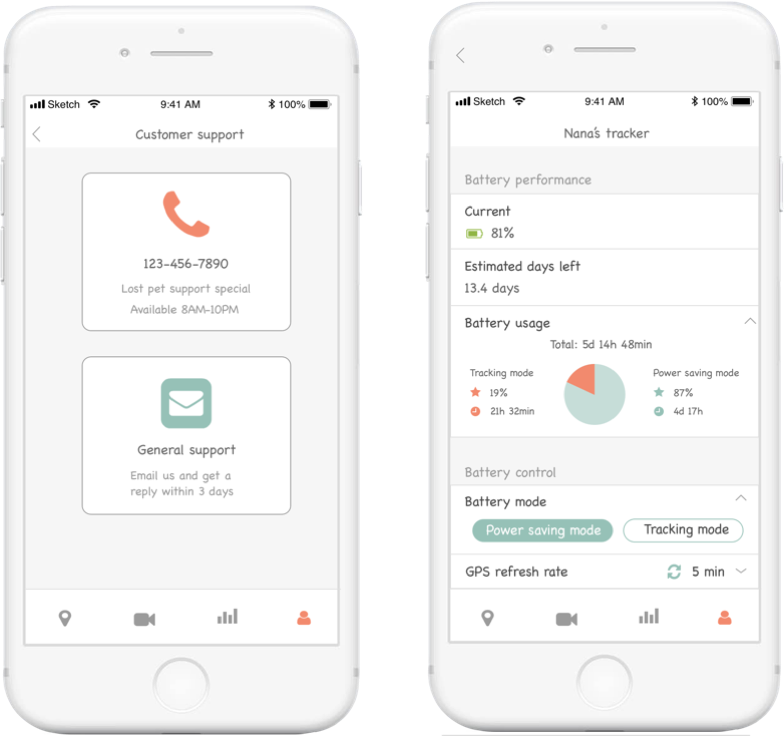 Sketch 9:41 AM 100%
Customer support
123-456-7890
Lost pet support special
Available 8AM-10PM
General support
Email us and get a
reply within 3 days
Sketch 9:41 AM 100%
Nana's tracker
Battery performance
Current
81%
Estimated days left
13.4 days
Battery usage
Total: 5d 14h 48min
Tracking mode
19%
21h 32min
Power saving mode
87%
4d 17h
Battery control
Battery mode
Power saving mode Tracking mode
GPS refresh rate 5 min